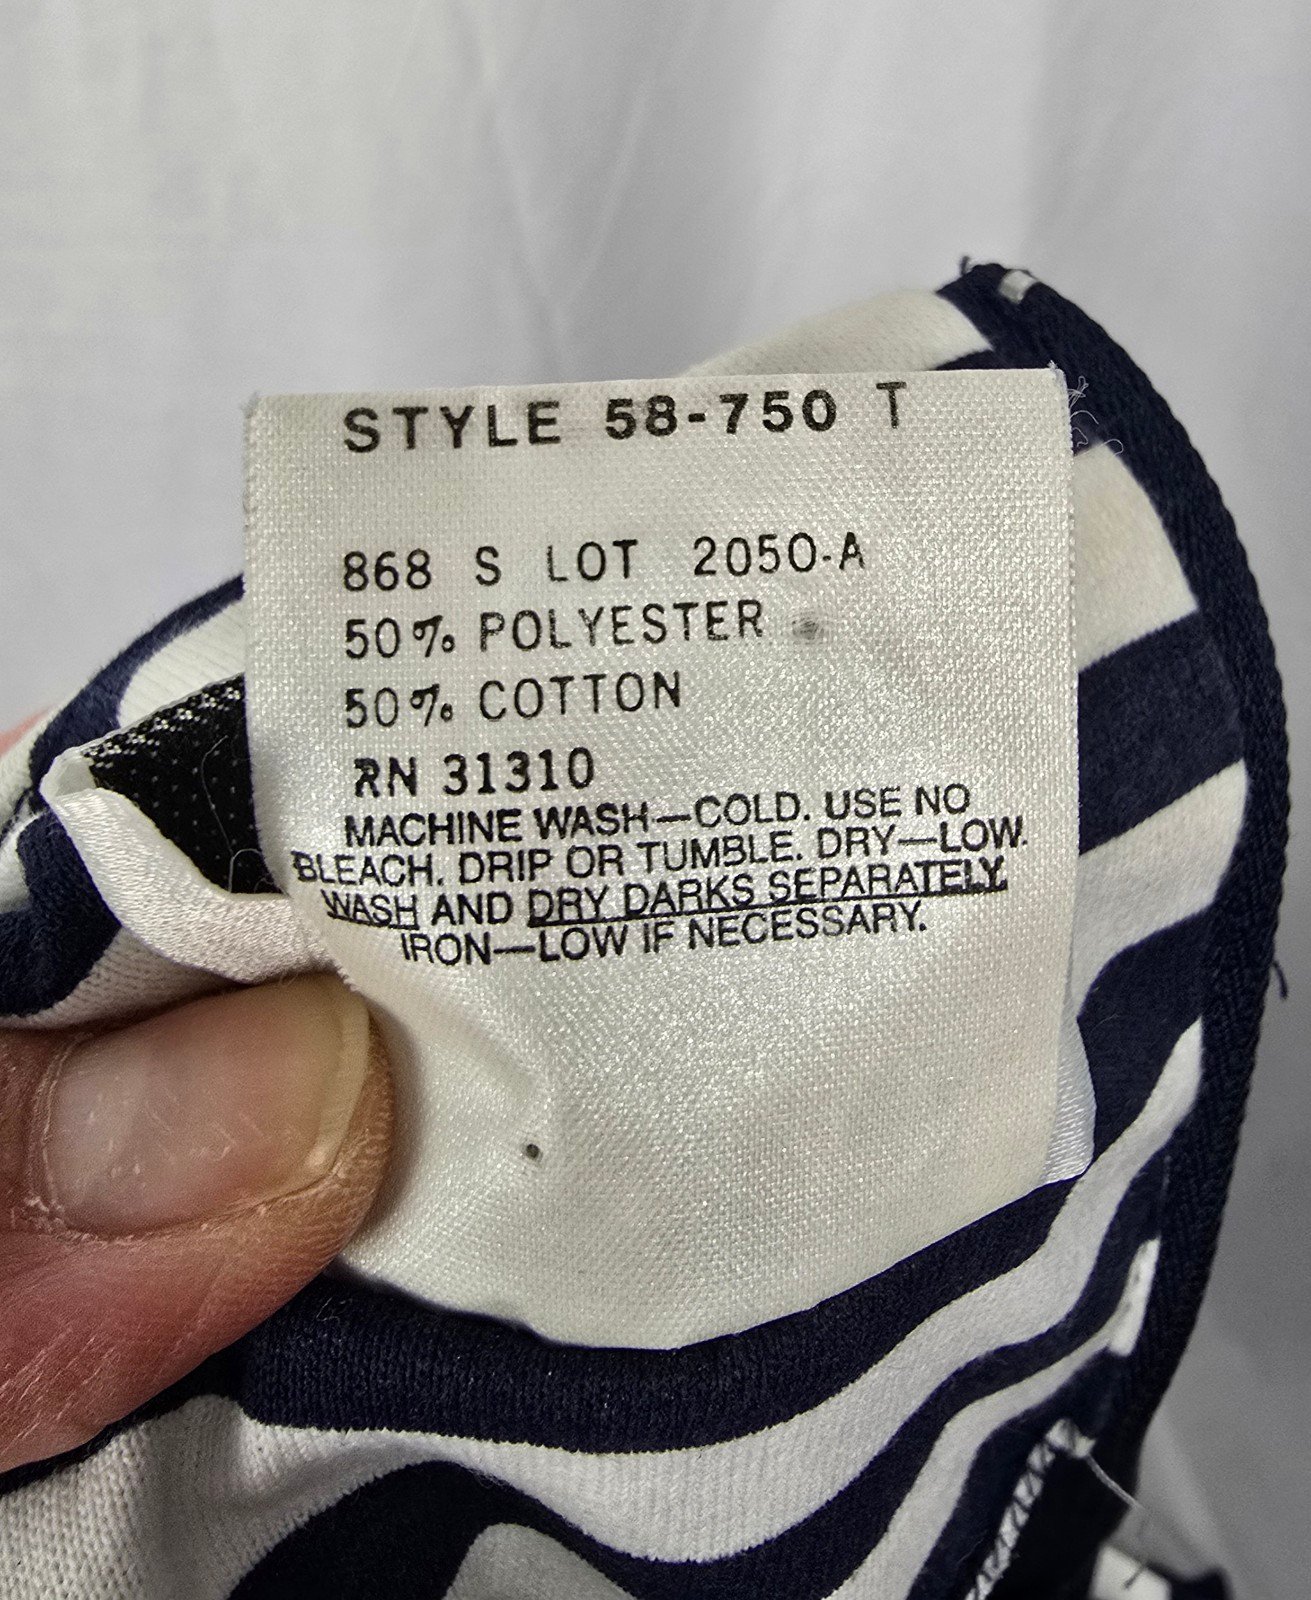 STYLE 58-750 T
868 S LOT 2050-A
50% POLYESTER
50% COTTON
RN 31310
MACHINE WASH—COLD. USE NO
BLEACH. DRIP OR TUMBLE. DRY—LOW.
WASH AND DRY DARKS SEPARATELY.
IRON—LOW IF NECESSARY.